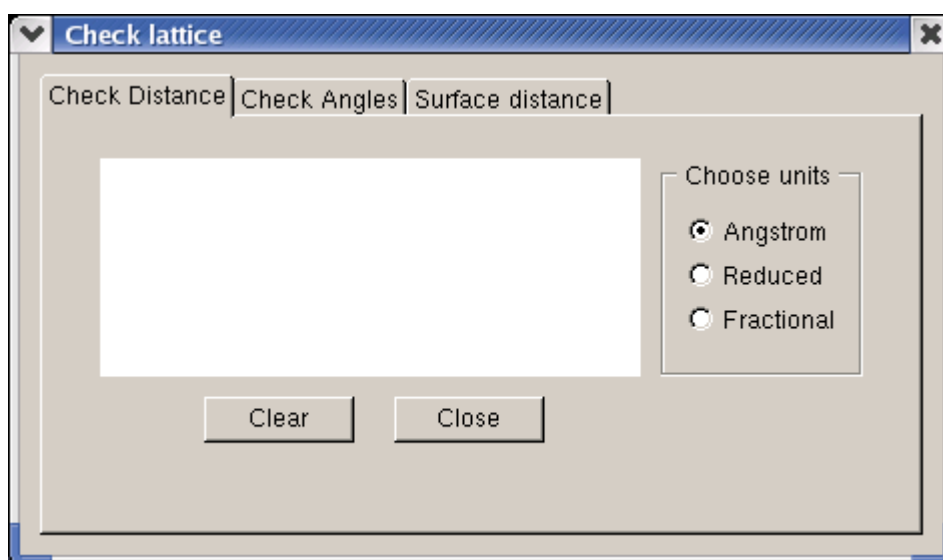 Check lattice
Check Distance Check Angles Surface distance
Choose units
Angstrom
Reduced
Fractional
Clear Close